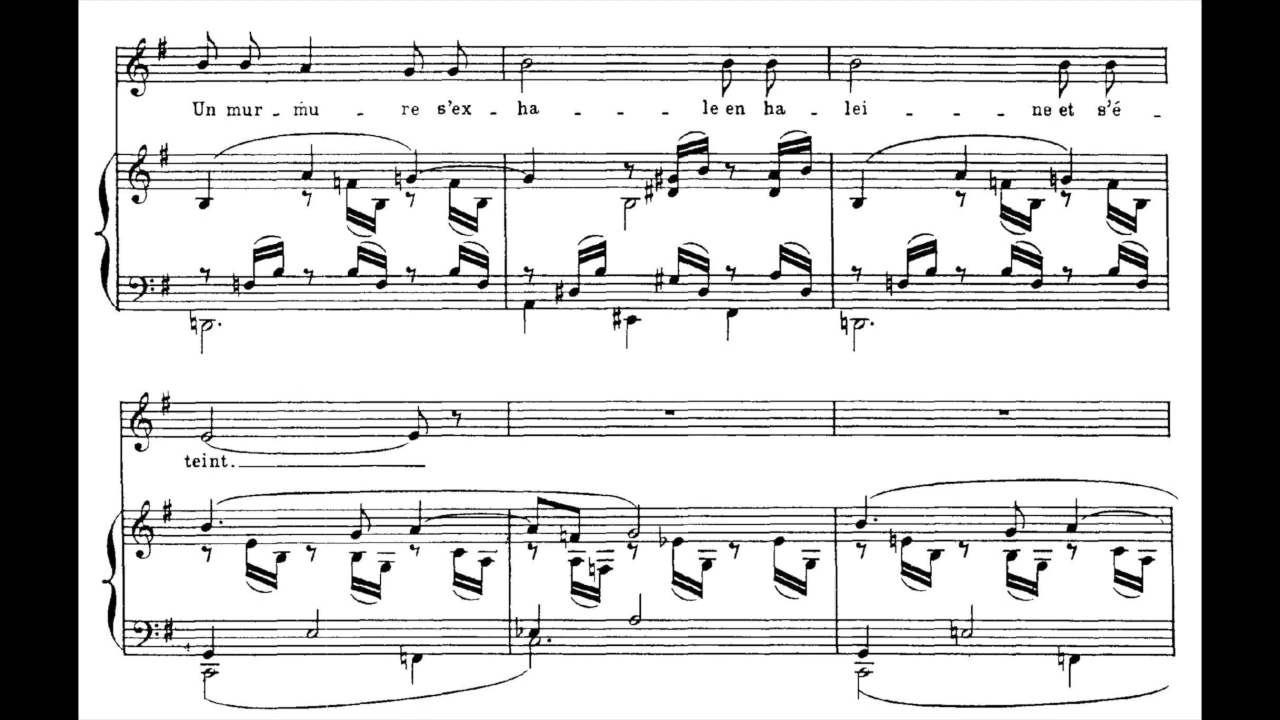 Un mur - mu - re s'ex - ha - - - le en ha - lei - - - ne et s'é -
teint.